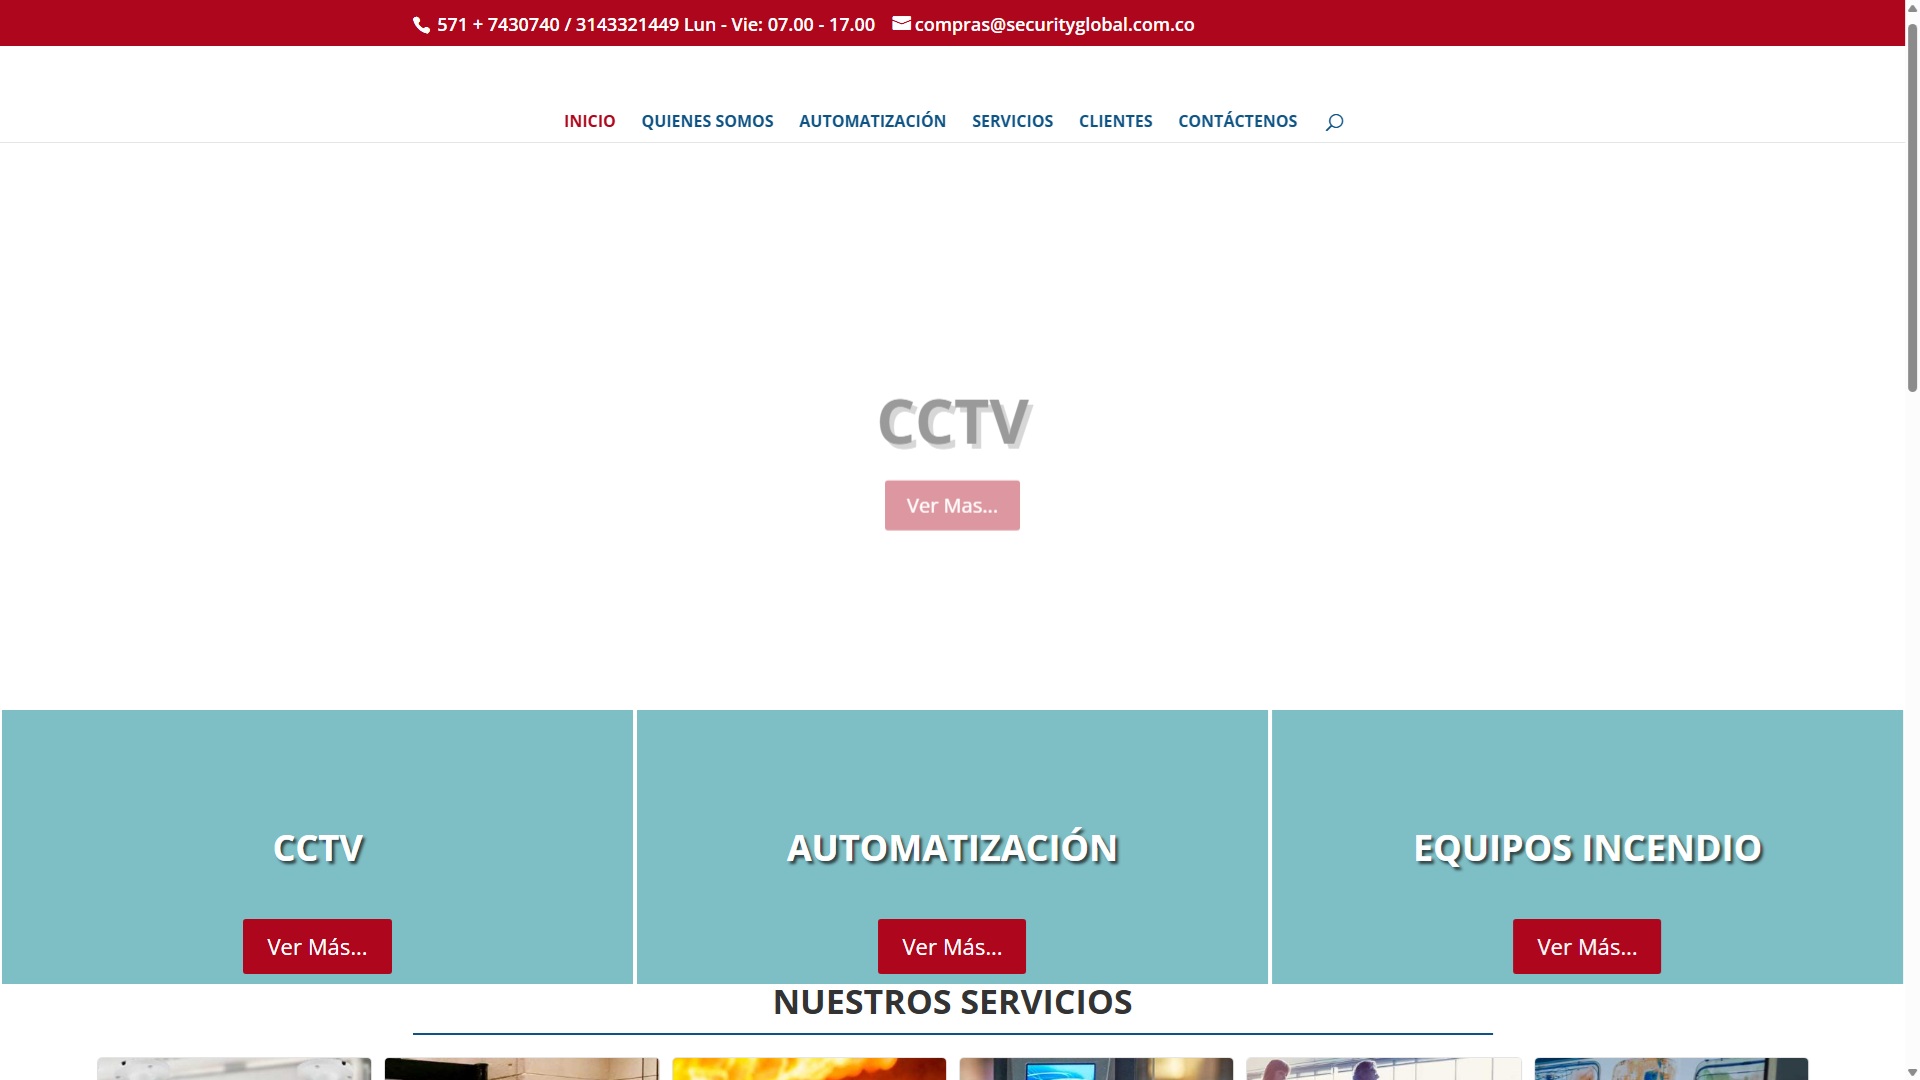 571 + 7430740 / 3143321449 Lun - Vie: 07.00 - 17.00 compras@securityglobal.com.co
INICIO QUIENES SOMOS AUTOMATIZACIÓN SERVICIOS CLIENTES CONTÁCTENOS
CCTV
Ver Mas...
CCTV
Ver Más...
AUTOMATIZACIÓN
Ver Más...
EQUIPOS INCENDIO
Ver Más...
NUESTROS SERVICIOS